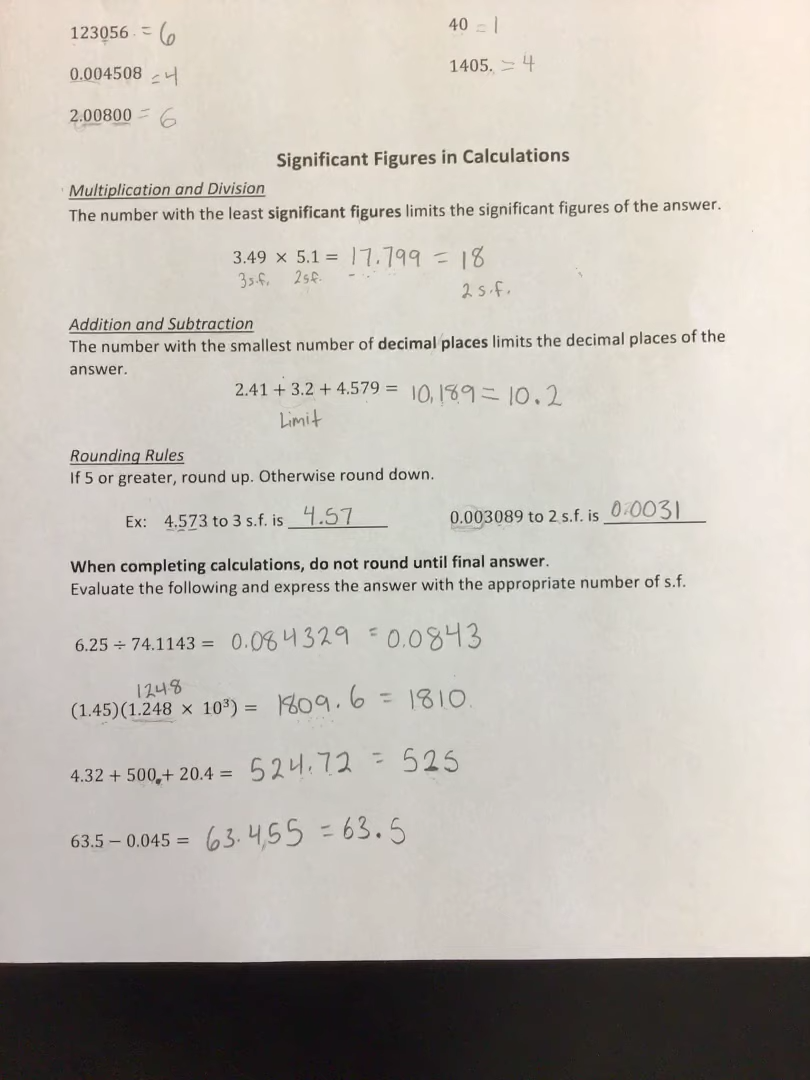 123056 = 6
40 = 1
0.004508 = 4
1405. = 4
2.00800 = 6
Significant Figures in Calculations
Multiplication and Division
The number with the least significant figures limits the significant figures of the answer.
3.49 × 5.1 = 17.799 = 18
3s.f. 2sf. 2 s.f.
Addition and Subtraction
The number with the smallest number of decimal places limits the decimal places of the
answer.
2.41 + 3.2 + 4.579 = 10,189 = 10.2
Limit
Rounding Rules
If 5 or greater, round up. Otherwise round down.
Ex: 4.573 to 3 s.f. is 4.57 0.003089 to 2 s.f. is 0.0031
When completing calculations, do not round until final answer.
Evaluate the following and express the answer with the appropriate number of s.f.
6.25 ÷ 74.1143 = 0.084329 = 0.0843
1248
(1.45)(1.248 × 10³) = 1809.6 = 1810
4.32 + 500. + 20.4 = 524.72 = 525
63.5 – 0.045 = 63.455 = 63.5